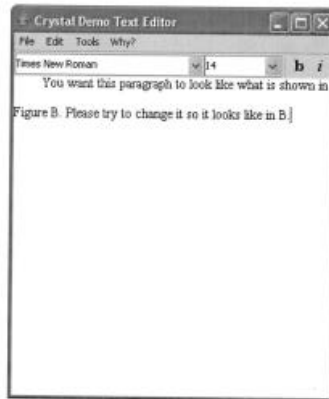 Crystal Demo Text Editor
File Edit Tools Why?
Times New Roman 14 b i
You want this paragraph to look like what is shown in
Figure B. Please try to change it so it looks like in B.